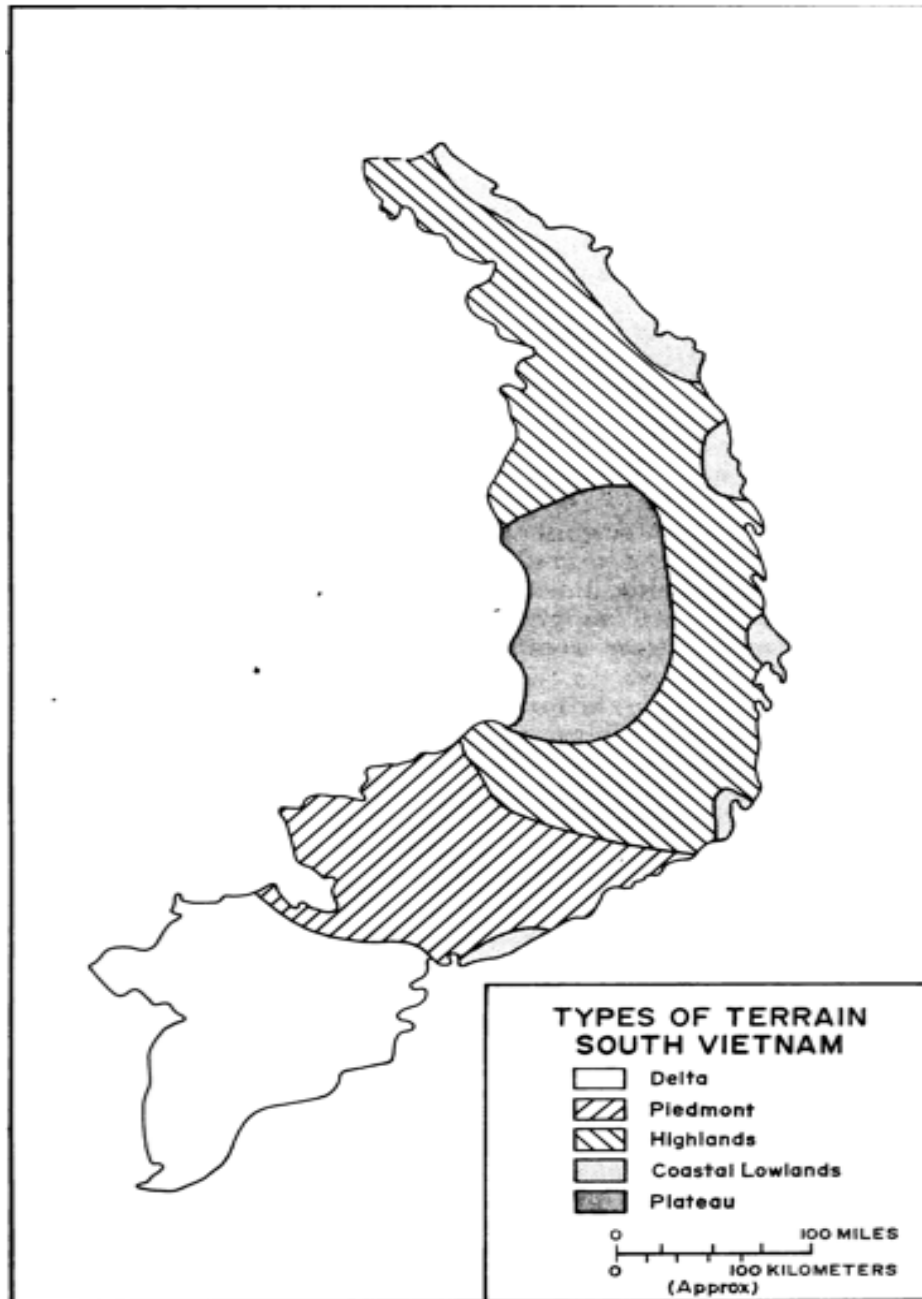 TYPES OF TERRAIN
SOUTH VIETNAM
Delta
Piedmont
Highlands
Coastal Lowlands
Plateau
0 100 MILES
0 100 KILOMETERS
(Approx)